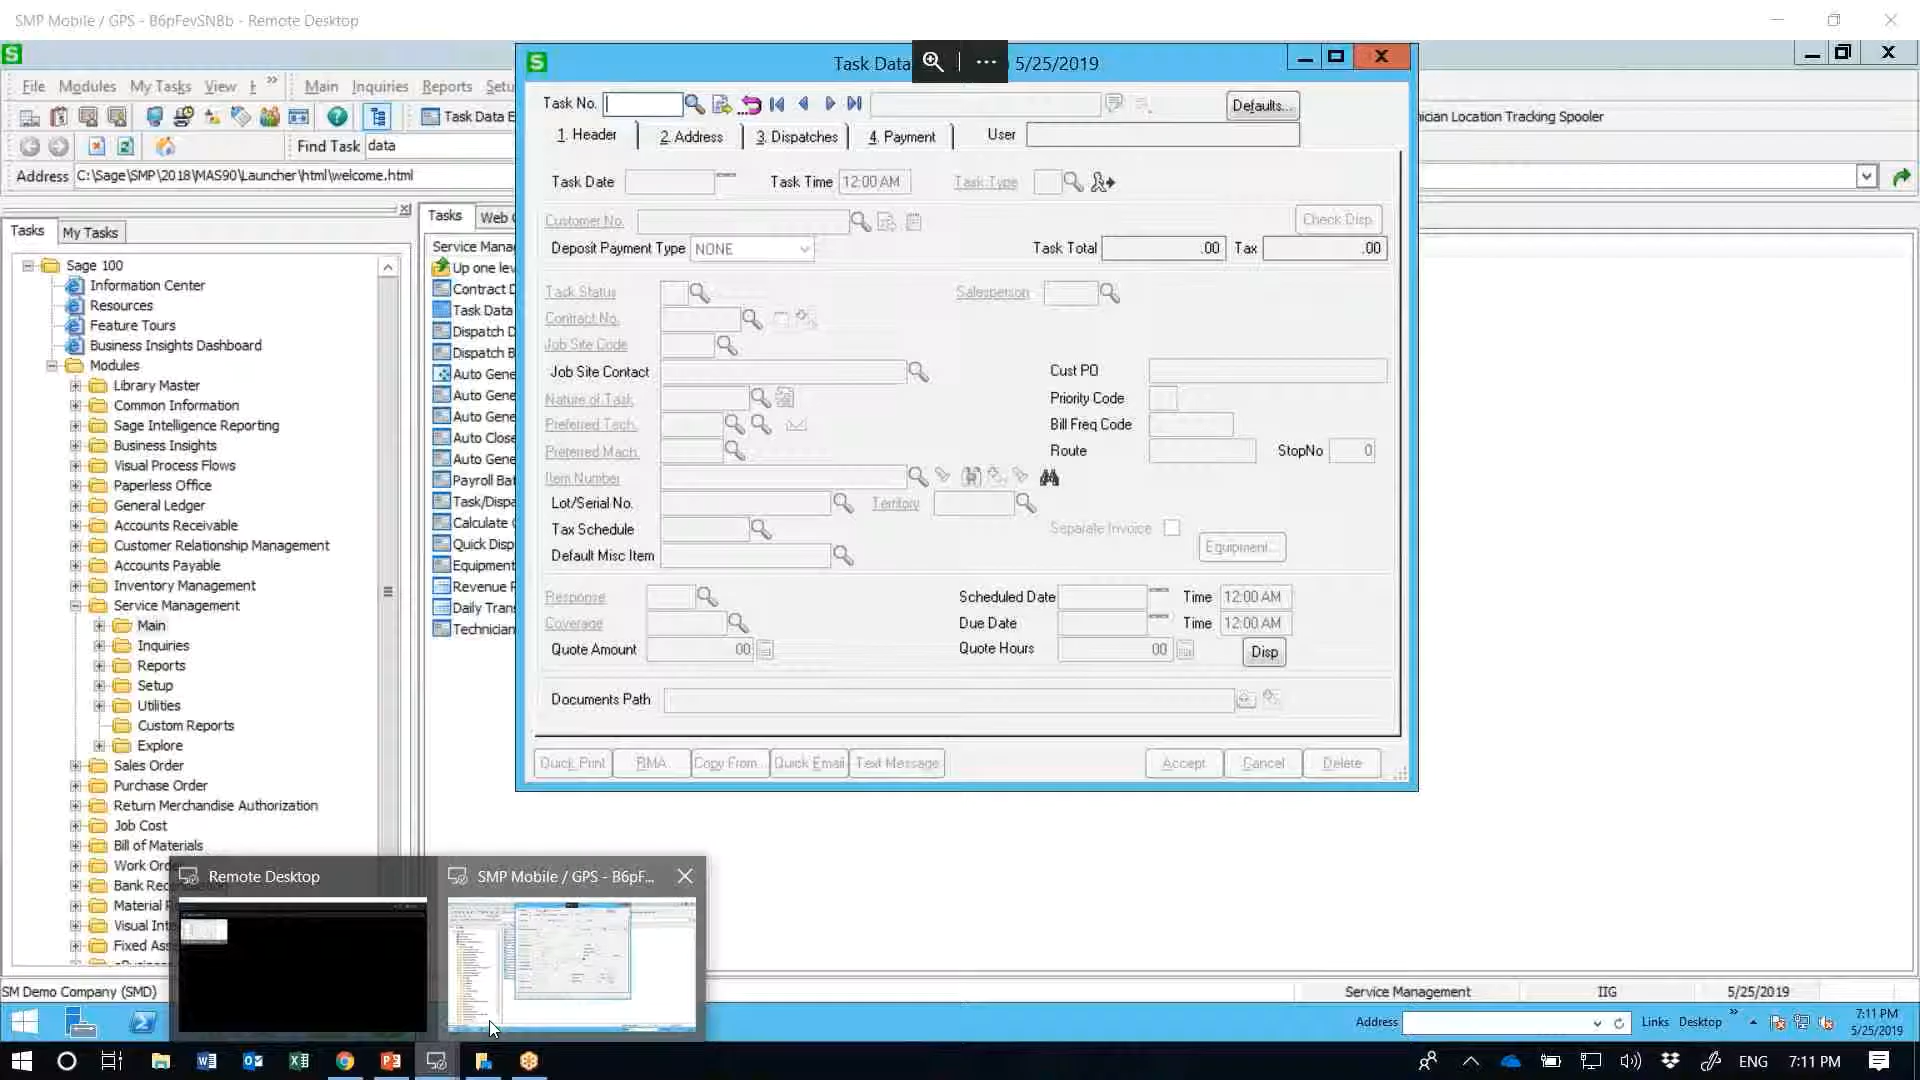 SMP Mobile / GPS - B6pFevSNBb - Remote Desktop
Task Data
5/25/2019
File Modules My Tasks View F » Main Inquiries Reports Setu
Task Data E
ician Location Tracking Spooler
Find Task data
Address C:\Sage\SMP\2018\MAS90\Launcher\html\welcome.html
Task No. Defaults...
1. Header 2. Address 3. Dispatches 4. Payment User
Task Date Task Time 12:00 AM Task Type
Customer No. Check Disp
Deposit Payment Type NONE Task Total .00 Tax .00
Task Status Salesperson
Contract No.
Job Site Code
Job Site Contact Cust PO
Nature of Task Priority Code
Preferred Tech. Bill Freq Code
Preferred Mach. Route StopNo 0
Item Number
Lot/Serial No. Territory
Tax Schedule Separate Invoice
Default Misc Item Equipment...
Response Scheduled Date Time 12:00 AM
Coverage Due Date Time 12:00 AM
Quote Amount 00 Quote Hours 00 Disp
Documents Path
Quick Print RMA Copy From... Quick Email Text Message Accept Cancel Delete
Tasks My Tasks
Sage 100
Information Center
Resources
Feature Tours
Business Insights Dashboard
Modules
Library Master
Common Information
Sage Intelligence Reporting
Business Insights
Visual Process Flows
Paperless Office
General Ledger
Accounts Receivable
Customer Relationship Management
Accounts Payable
Inventory Management
Service Management
Main
Inquiries
Reports
Setup
Utilities
Custom Reports
Explore
Sales Order
Purchase Order
Return Merchandise Authorization
Job Cost
Bill of Materials
Work Orde
Bank Reco
Material R
Visual Inte
Fixed Ass
Tasks Web C
Service Mana
Up one lev
Contract D
Task Data
Dispatch D
Dispatch B
Auto Gene
Auto Gene
Auto Gene
Auto Close
Auto Gene
Payroll Bat
Task/Dispa
Calculate
Quick Disp
Equipment
Revenue R
Daily Trans
Technician
Remote Desktop
SMP Mobile / GPS - B6pF...
SM Demo Company (SMD) Service Management IIG 5/25/2019
Address Links Desktop » 7:11 PM
5/25/2019
ENG 7:11 PM